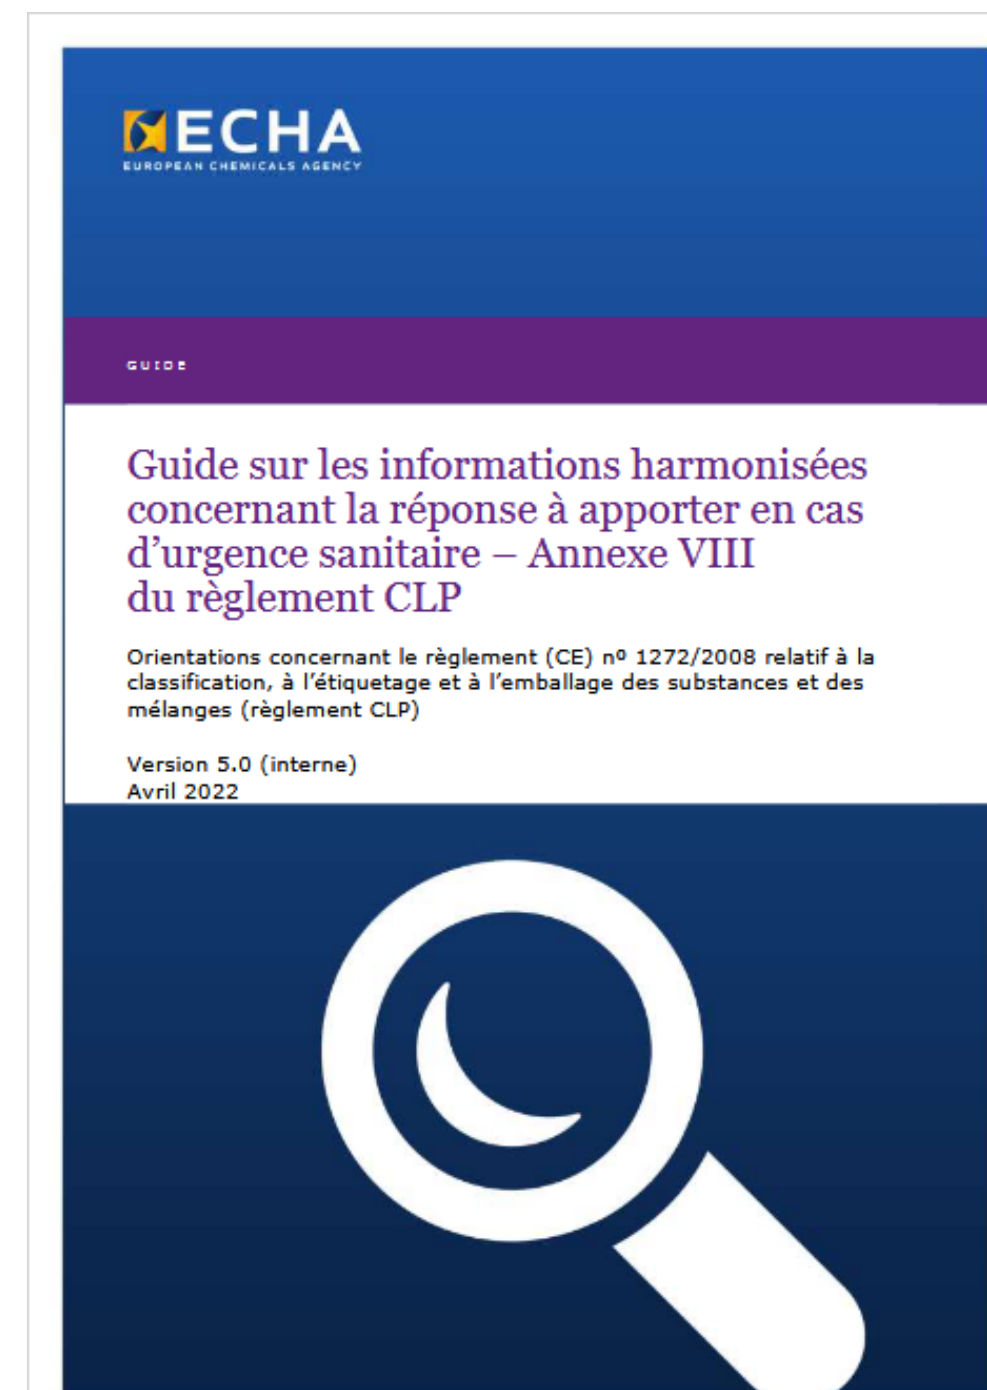 ECHA
EUROPEAN CHEMICALS AGENCY
GUIDE
Guide sur les informations harmonisées
concernant la réponse à apporter en cas
d’urgence sanitaire – Annexe VIII
du règlement CLP
Orientations concernant le règlement (CE) nº 1272/2008 relatif à la
classification, à l’étiquetage et à l’emballage des substances et des
mélanges (règlement CLP)
Version 5.0 (interne)
Avril 2022